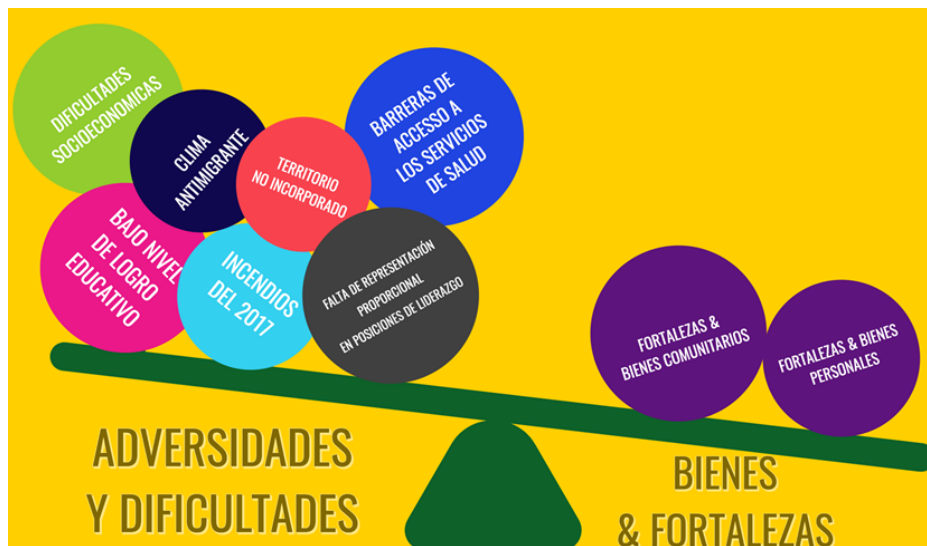 DIFICULTADES
SOCIOECONOMICAS
CLIMA
ANTIMIGRANTE
TERRITORIO
NO INCORPORADO
BARRERAS DE
ACCESO A
LOS SERVICIOS
DE SALUD
BAJO NIVEL
DE LOGRO
EDUCATIVO
INCENDIOS
DEL 2017
FALTA DE REPRESENTACIÓN
PROPORCIONAL
EN POSICIONES DE LIDERAZGO
FORTALEZAS &
BIENES COMUNITARIOS
FORTALEZAS & BIENES
PERSONALES
ADVERSIDADES
Y DIFICULTADES
BIENES
& FORTALEZAS